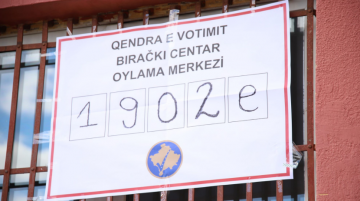 QENDRA E VOTIMIT
BIRAČKI CENTAR
OYLAMA MERKEZİ
1902e